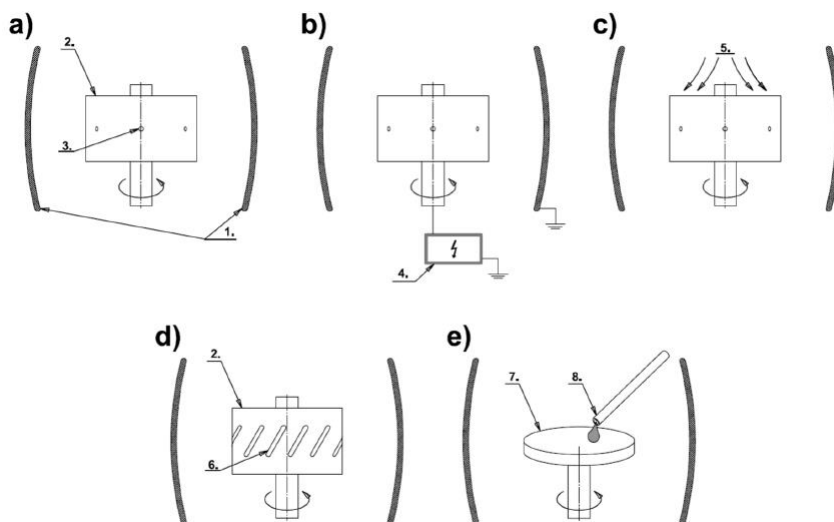 a)
b)
c)
2.
3.
1.
4.
5.
d)
e)
2.
6.
7.
8.